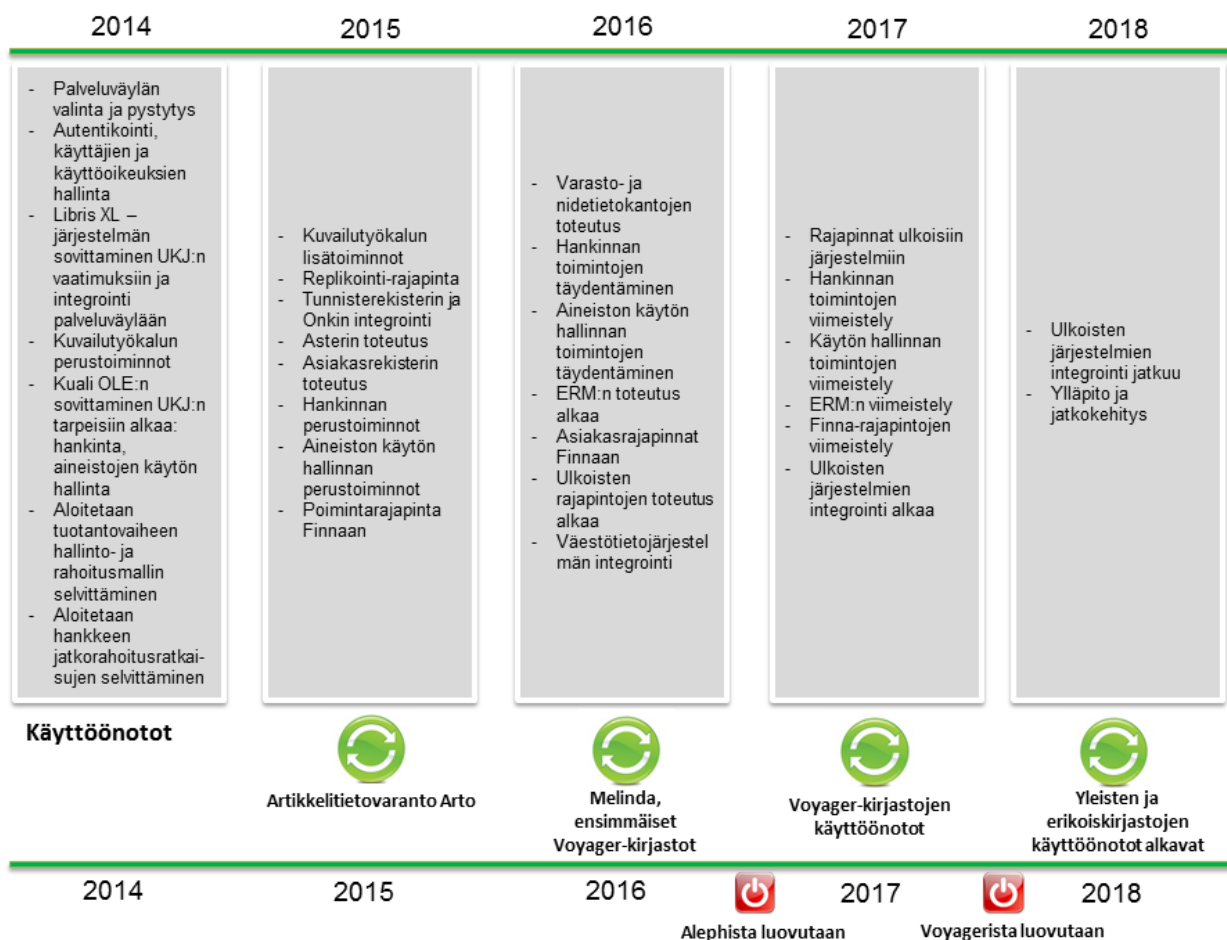 2014
2015
2016
2017
2018
- Palveluväylän
valinta ja pystytys
- Autentikointi,
käyttäjien ja
käyttöoikeuksien
hallinta
- Libris XL –
järjestelmän
sovittaminen UKJ:n
vaatimuksiin ja
integrointi
palveluväylään
- Kuvailutyökalun
perustoiminnot
- Kuali OLE:n
sovittaminen UKJ:n
tarpeisiin alkaa:
hankinta,
aineistojen käytön
hallinta
- Aloitetaan
tuotantovaiheen
hallinto- ja
rahoitusmallin
selvittäminen
- Aloitetaan
hankkeen
jatkorahoitusratkai-
sujen selvittäminen
- Kuvailutyökalun
lisätoiminnot
- Replikointi-rajapinta
- Tunnisterekisterin ja
Onkin integrointi
- Asterin toteutus
- Asiakasrekisterin
toteutus
- Hankinnan
perustoiminnot
- Aineiston käytön
hallinnan
perustoiminnot
- Poimintarajapinta
Finnaan
- Varasto- ja
nidetietokantojen
toteutus
- Hankinnan
toimintojen
täydentäminen
- Aineiston käytön
hallinnan
toimintojen
täydentäminen
- ERM:n toteutus
alkaa
- Asiakasrajapinnat
Finnaan
- Ulkoisten
rajapintojen toteutus
alkaa
- Väestötietojärjestel
män integrointi
- Rajapinnat ulkoisiin
järjestelmiin
- Hankinnan
toimintojen
viimeistely
- Käytön hallinnan
toimintojen
viimeistely
- ERM:n viimeistely
- Finna-rajapintojen
viimeistely
- Ulkoisten
järjestelmien
integrointi alkaa
- Ulkoisten
järjestelmien
integrointi jatkuu
- Ylläpito ja
jatkokehitys
Käyttöönotot
Artikkelitietovaranto Arto
Melinda,
ensimmäiset
Voyager-kirjastot
Voyager-kirjastojen
käyttöönotot
Yleisten ja
erikoiskirjastojen
käyttöönotot alkavat
2014
2015
2016
2017
2018
Alephista luovutaan
Voyagerista luovutaan